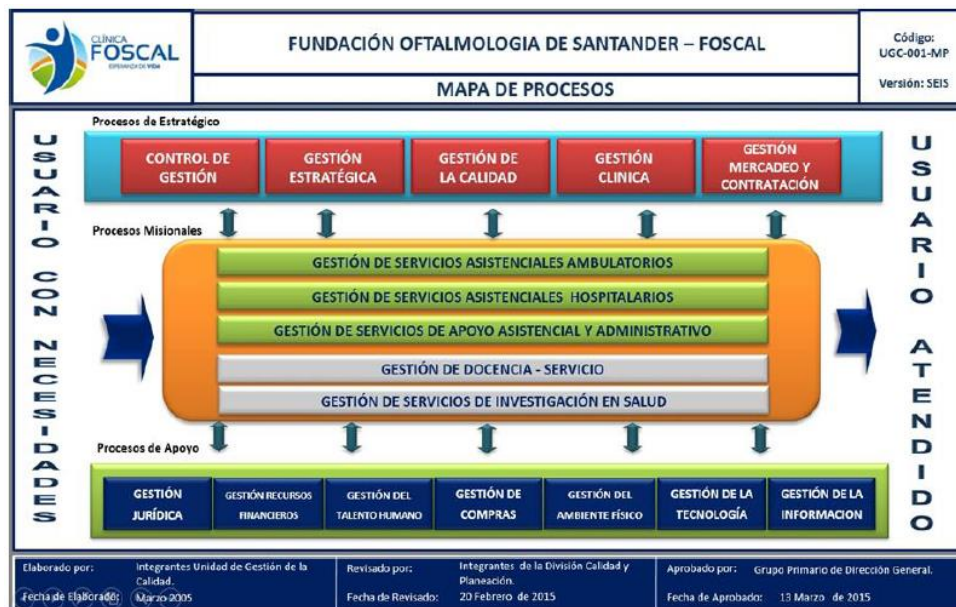 CLÍNICA
FOSCAL
ESPERANZA DE VIDA
FUNDACIÓN OFTALMOLOGIA DE SANTANDER – FOSCAL
MAPA DE PROCESOS
Código:
UGC-001-MP
Versión: SEIS
USUARIO CON NECESIDADES
Procesos de Estratégico
CONTROL DE
GESTIÓN
GESTIÓN
ESTRATÉGICA
GESTIÓN DE
LA CALIDAD
GESTIÓN
CLINICA
GESTIÓN
MERCADEO Y
CONTRATACIÓN
Procesos Misionales
GESTIÓN DE SERVICIOS ASISTENCIALES AMBULATORIOS
GESTIÓN DE SERVICIOS ASISTENCIALES HOSPITALARIOS
GESTIÓN DE SERVICIOS DE APOYO ASISTENCIAL Y ADMINISTRATIVO
GESTIÓN DE DOCENCIA - SERVICIO
GESTIÓN DE SERVICIOS DE INVESTIGACIÓN EN SALUD
Procesos de Apoyo
GESTIÓN
JURÍDICA
GESTIÓN RECURSOS
FINANCIEROS
GESTIÓN DEL
TALENTO HUMANO
GESTIÓN DE
COMPRAS
GESTIÓN DEL
AMBIENTE FÍSICO
GESTIÓN DE LA
TECNOLOGÍA
GESTIÓN DE LA
INFORMACION
USUARIO ATENDIDO
Elaborado por: Integrantes Unidad de Gestión de la
Calidad.
Fecha de Elaborado: Marzo 2005
Revisado por: Integrantes de la División Calidad y
Planeación.
Fecha de Revisado: 20 Febrero de 2015
Aprobado por: Grupo Primario de Dirección General.
Fecha de Aprobado: 13 Marzo de 2015